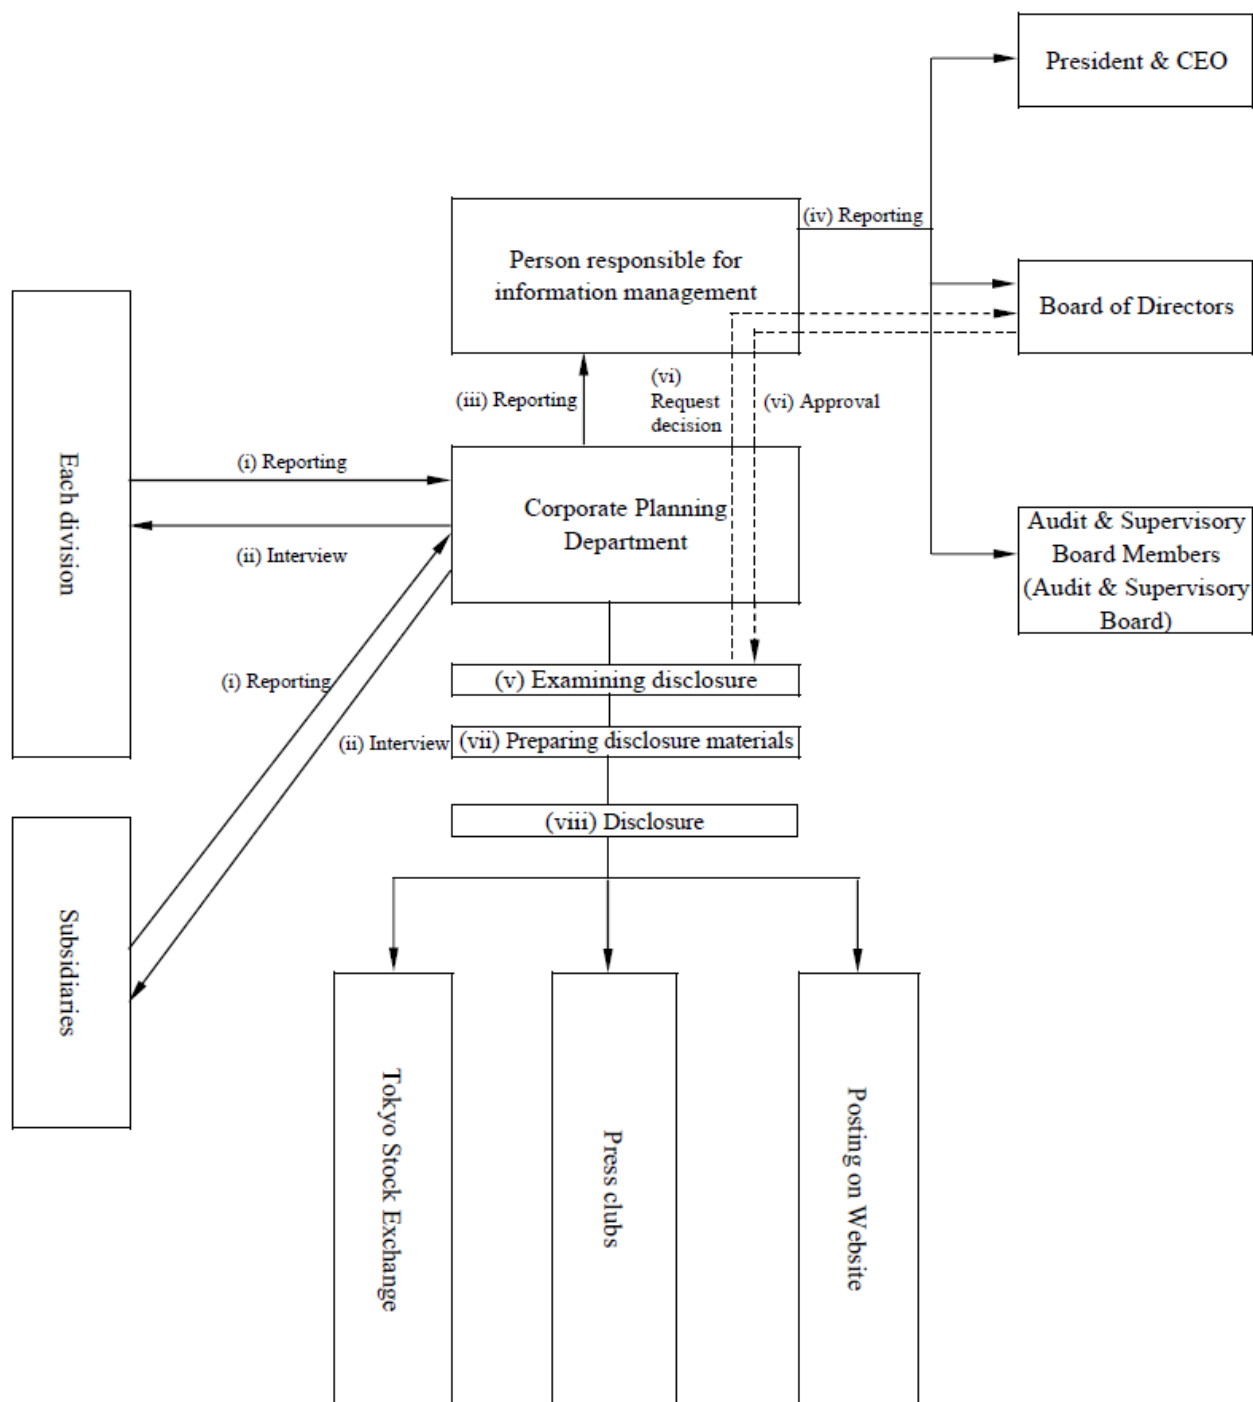 President & CEO
(iv) Reporting
Person responsible for
information management
Board of Directors
(iii) Reporting
(vi)
Request
decision
(vi) Approval
Each division
(i) Reporting
(ii) Interview
Corporate Planning
Department
Audit & Supervisory
Board Members
(Audit & Supervisory
Board)
(i) Reporting
(ii) Interview
(v) Examining disclosure
(vii) Preparing disclosure materials
(viii) Disclosure
Subsidiaries
Tokyo Stock Exchange
Press clubs
Posting on Website